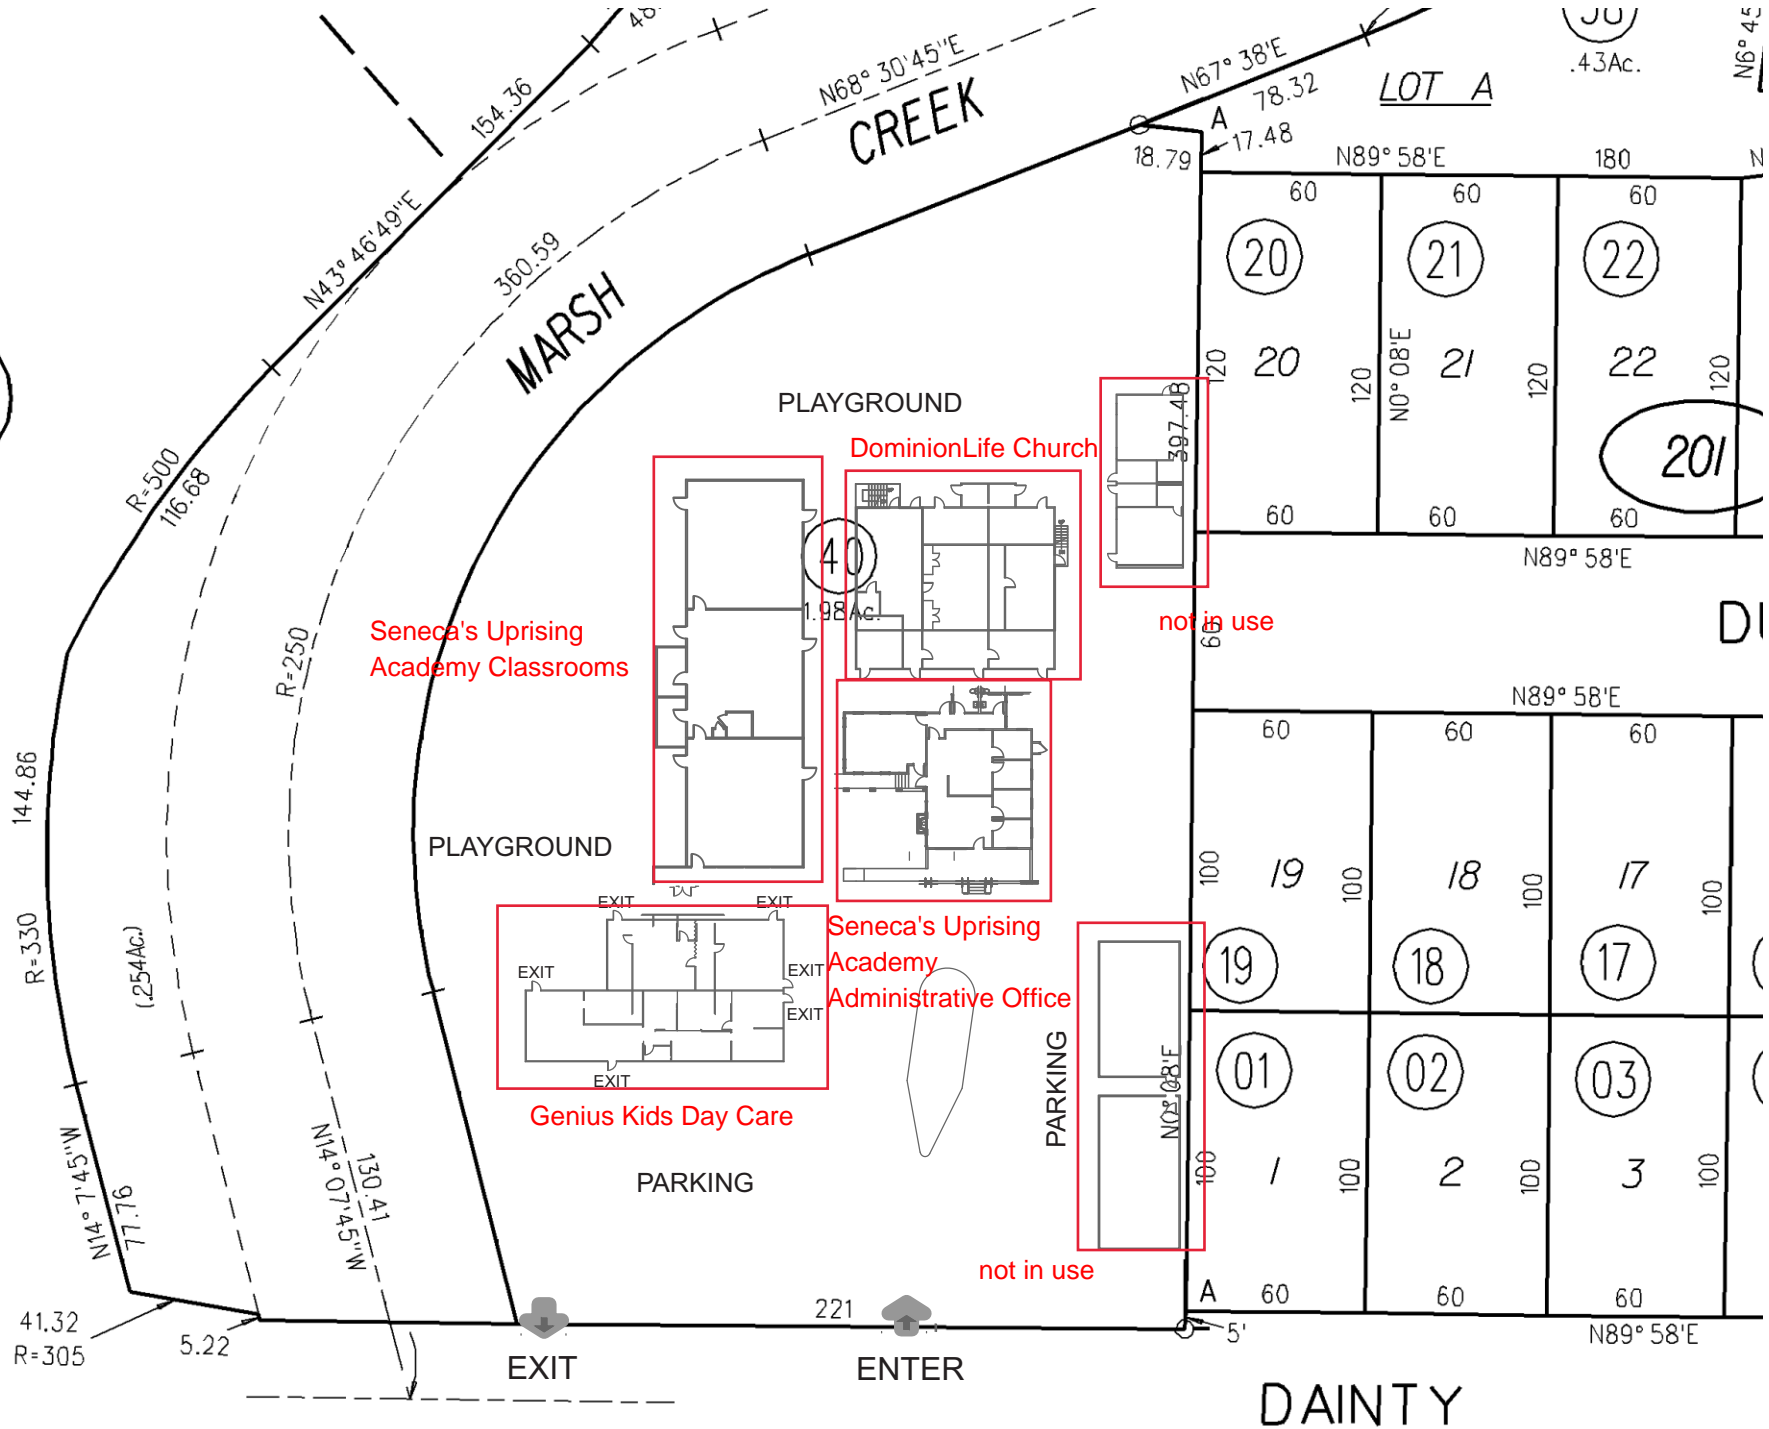 154.36
N68° 30'45"E
CREEK
N67° 38'E
78.32
LOT A
.43Ac.
A
17.48
18.79
N89° 58'E
180
N
60
60
60
N43° 46'49"E
360.59
MARSH
20
21
22
120
20
120
N0° 08'E
21
120
22
120
201
R=500
116.68
PLAYGROUND
DominionLife Church
397.48
60
60
60
N89° 58'E
40
1.98Ac.
Seneca's Uprising
Academy Classrooms
not in use
60
R=250
N89° 58'E
60
60
60
144.86
R=330
(.254Ac.)
PLAYGROUND
100
19
100
18
100
17
100
EXIT
EXIT
EXIT
EXIT
EXIT
EXIT
Seneca's Uprising
Academy
Administrative Office
19
18
17
PARKING
N0° 08'E
01
02
03
Genius Kids Day Care
PARKING
100
1
100
2
100
3
100
N14° 7'45"W
77.76
130.41
N14° 07'45"W
not in use
A
60
60
60
41.32
R=305
5.22
221
5'
N89° 58'E
EXIT
ENTER
DAINTY